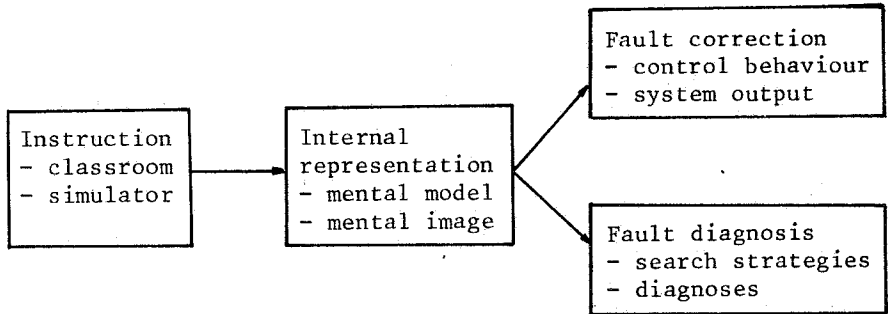 Instruction
- classroom
- simulator
Internal
representation
- mental model
- mental image
Fault correction
- control behaviour
- system output
Fault diagnosis
- search strategies
- diagnoses